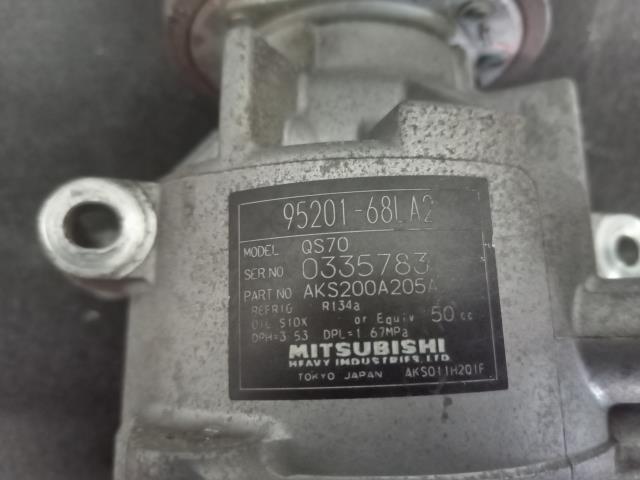 95201-68LA2
MODEL QS70
SER NO 0335783
PART NO AKS200A205A
REFRIG R134a
OIL S10X or Equiv 50 cc
DPH=3 53 DPL=1 67MPa
MITSUBISHI
HEAVY INDUSTRIES, LTD.
TOKYO JAPAN AKS011H201F